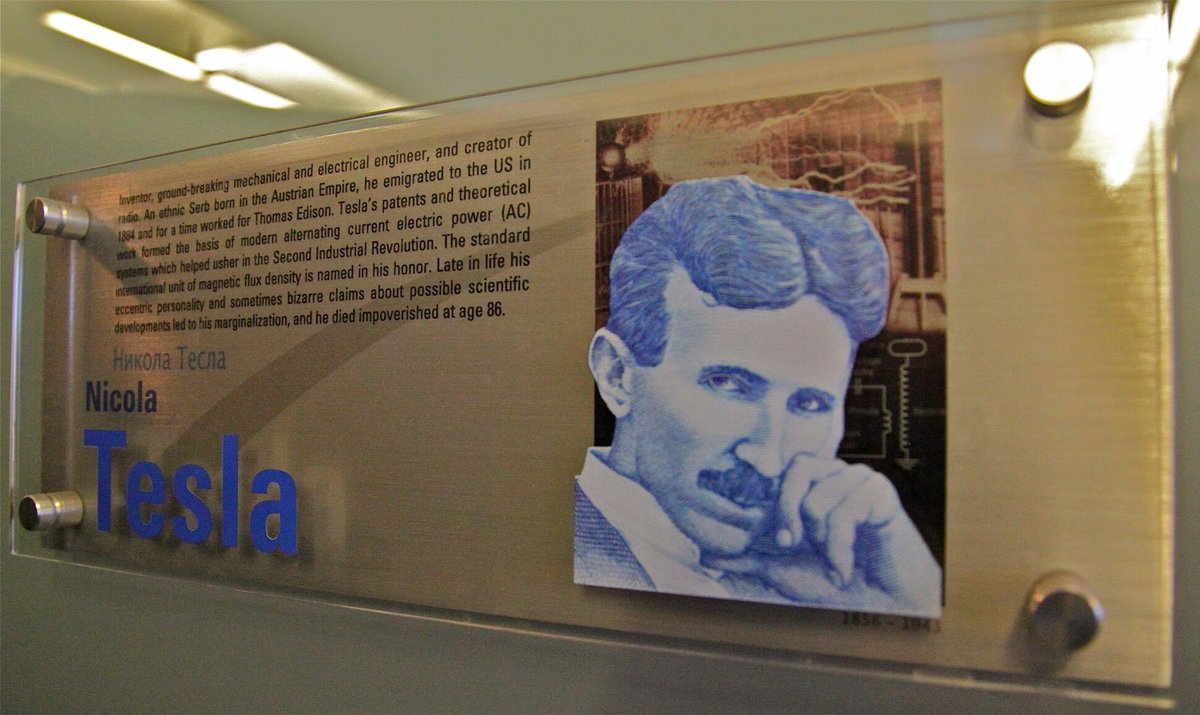 Inventor, ground-breaking mechanical and electrical engineer, and creator of
radio. An ethnic Serb born in the Austrian Empire, he emigrated to the US in
1884 and for a time worked for Thomas Edison. Tesla's patents and theoretical
work formed the basis of modern alternating current electric power (AC)
systems which helped usher in the Second Industrial Revolution. The standard
international unit of magnetic flux density is named in his honor. Late in life his
eccentric personality and sometimes bizarre claims about possible scientific
developments led to his marginalization, and he died impoverished at age 86.
Никола Тесла
Nicola
Tesla
1856 - 1943